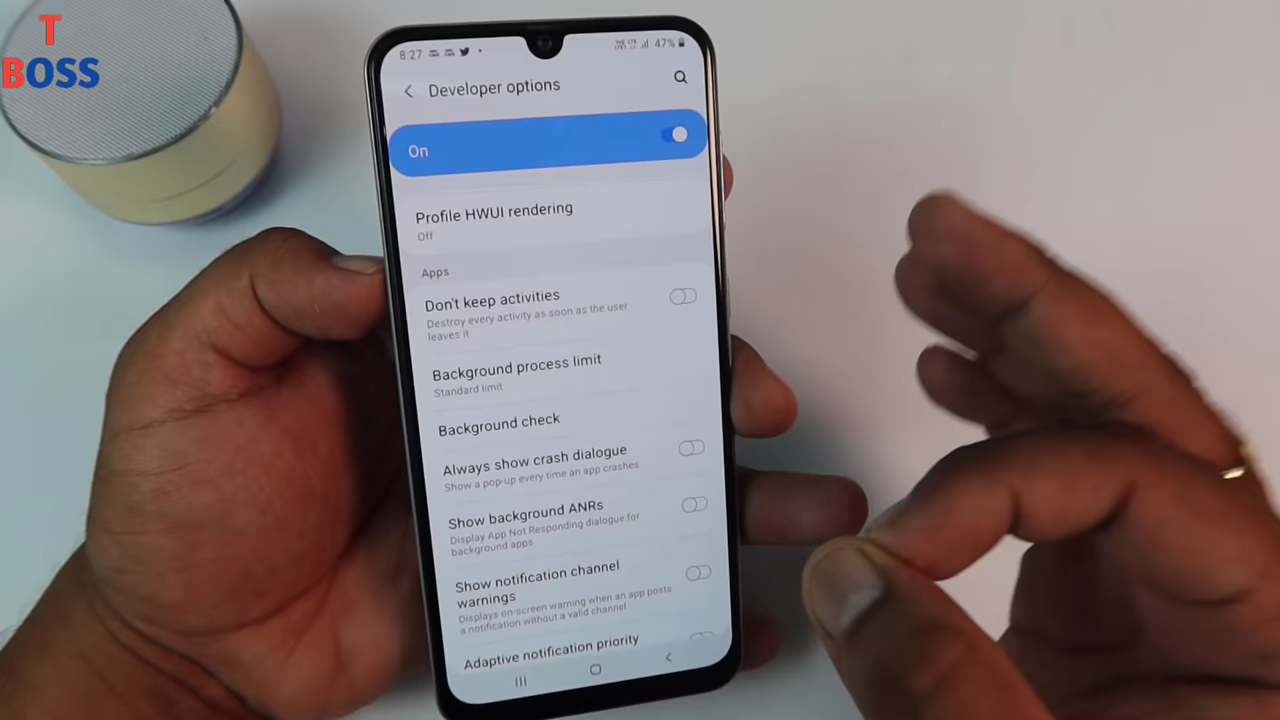 T
BOSS
8:27
47%
Developer options
On
Profile HWUI rendering
Off
Apps
Don't keep activities
Destroy every activity as soon as the user
leaves it
Background process limit
Standard limit
Background check
Always show crash dialogue
Show a pop-up every time an app crashes
Show background ANRs
Display App Not Responding dialogue for
background apps
Show notification channel
warnings
Displays on-screen warning when an app posts
a notification without a valid channel
Adaptive notification priority